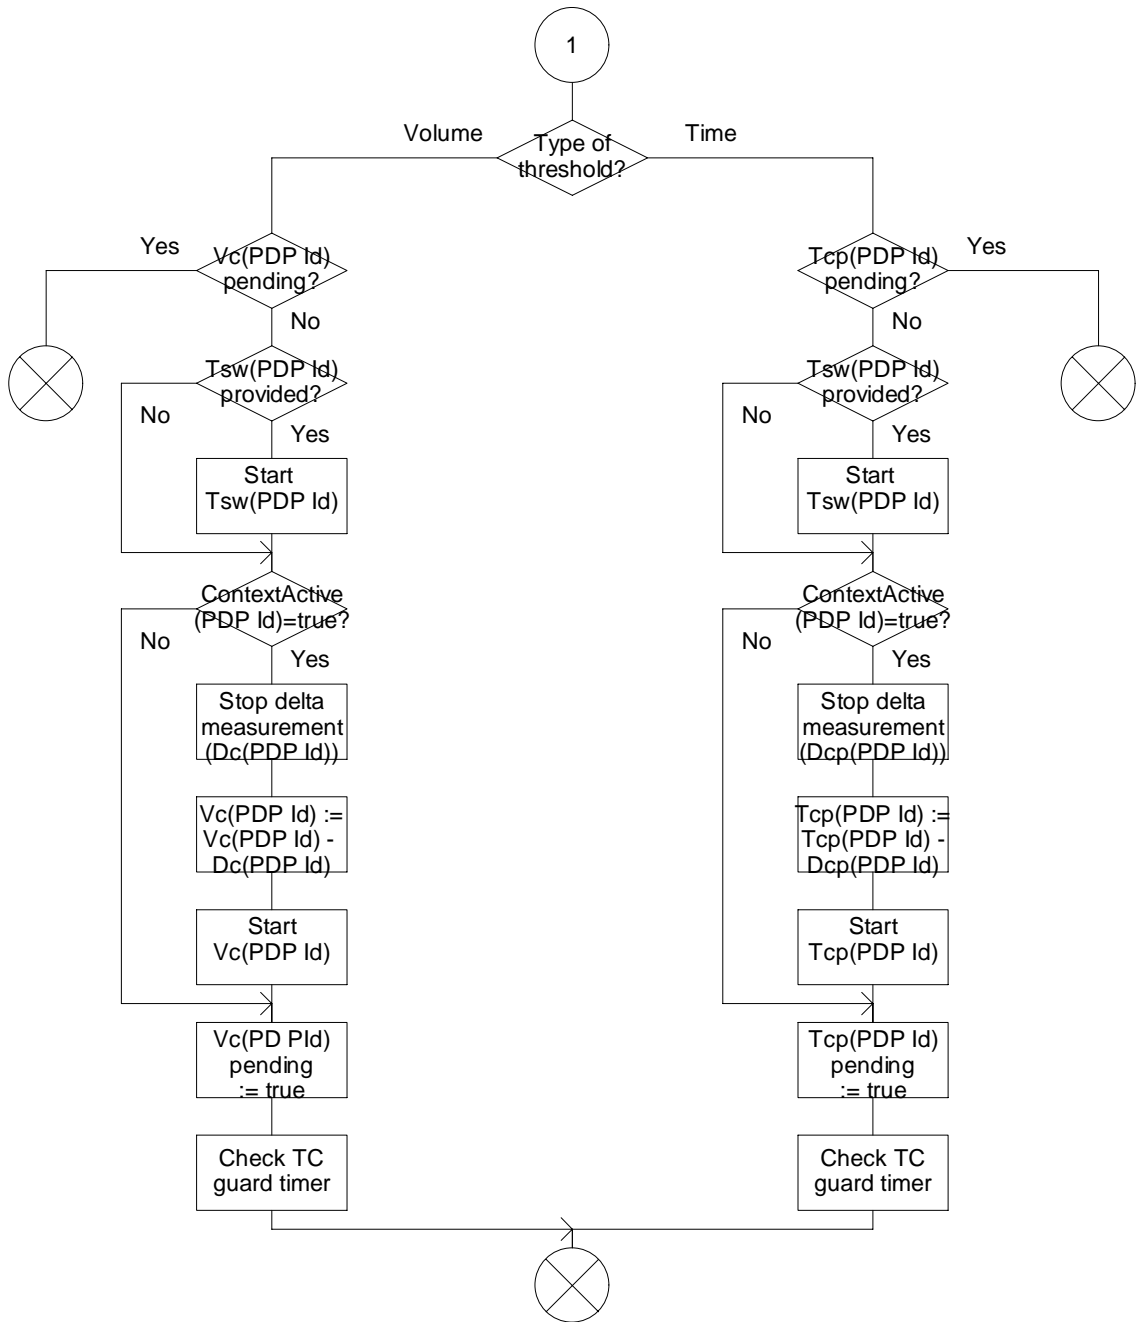 1
Volume
Type of
threshold?
Time
Yes
Vc(PDP Id)
pending?
No
Tcp(PDP Id)
pending?
Yes
No
Tsw(PDP Id)
provided?
No
Yes
Tsw(PDP Id)
provided?
No
Yes
Start
Tsw(PDP Id)
Start
Tsw(PDP Id)
ContextActive
(PDP Id)=true?
No
Yes
ContextActive
(PDP Id)=true?
No
Yes
Stop delta
measurement
(Dc(PDP Id))
Stop delta
measurement
(Dcp(PDP Id))
Vc(PDP Id) :=
Vc(PDP Id) -
Dc(PDP Id)
Tcp(PDP Id) :=
Tcp(PDP Id) -
Dcp(PDP Id)
Start
Vc(PDP Id)
Start
Tcp(PDP Id)
Vc(PD PId)
pending
:= true
Tcp(PDP Id)
pending
:= true
Check TC
guard timer
Check TC
guard timer